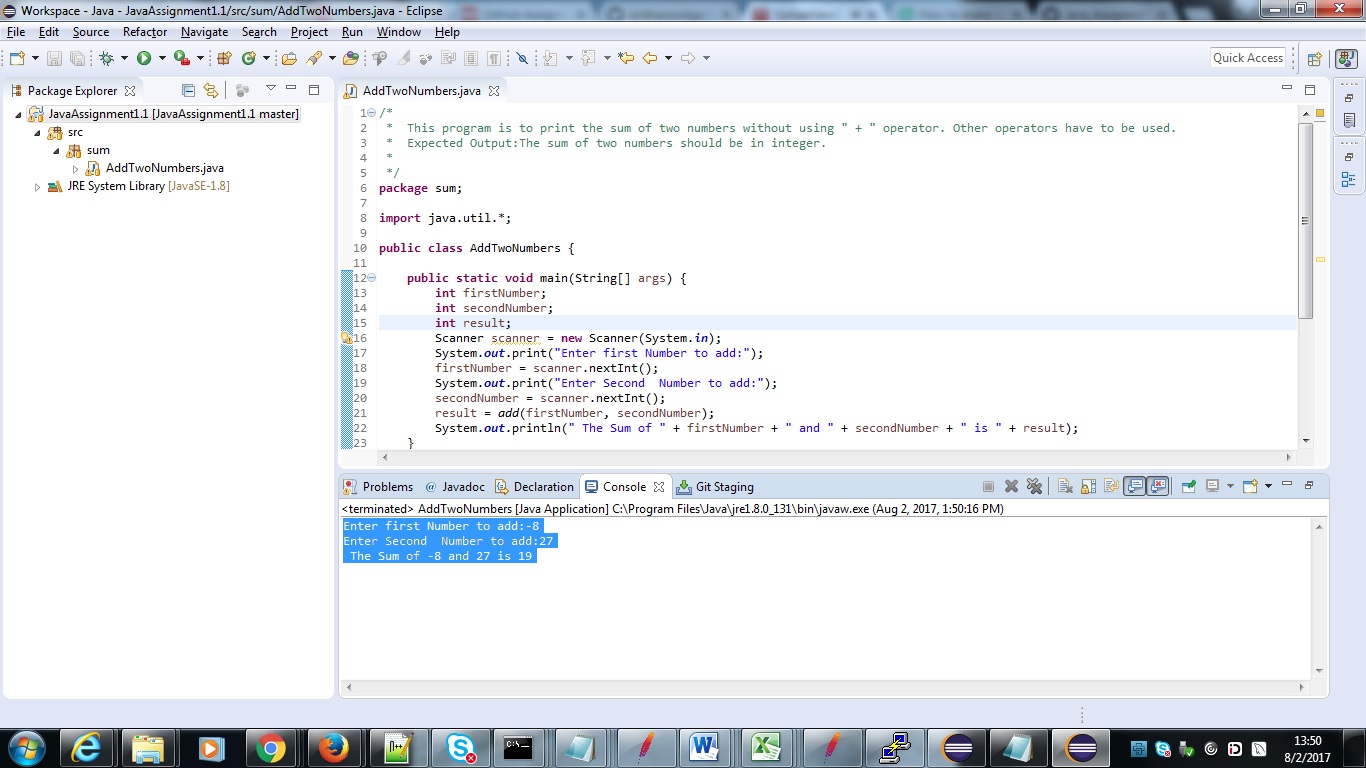 Workspace - Java - JavaAssignment1.1/src/sum/AddTwoNumbers.java - Eclipse
File Edit Source Refactor Navigate Search Project Run Window Help
Quick Access
Package Explorer
JavaAssignment1.1 [JavaAssignment1.1 master]
src
sum
AddTwoNumbers.java
JRE System Library [JavaSE-1.8]
AddTwoNumbers.java
1 /*
2 * This program is to print the sum of two numbers without using " + " operator. Other operators have to be used.
3 * Expected Output:The sum of two numbers should be in integer.
4 *
5 */
6 package sum;
7
8 import java.util.*;
9
10 public class AddTwoNumbers {
11
12 public static void main(String[] args) {
13 int firstNumber;
14 int secondNumber;
15 int result;
16 Scanner scanner = new Scanner(System.in);
17 System.out.print("Enter first Number to add:");
18 firstNumber = scanner.nextInt();
19 System.out.print("Enter Second  Number to add:");
20 secondNumber = scanner.nextInt();
21 result = add(firstNumber, secondNumber);
22 System.out.println(" The Sum of " + firstNumber + " and " + secondNumber + " is " + result);
23 }
Problems @ Javadoc Declaration Console Git Staging
<terminated> AddTwoNumbers [Java Application] C:\Program Files\Java\jre1.8.0_131\bin\javaw.exe (Aug 2, 2017, 1:50:16 PM)
Enter first Number to add:-8
Enter Second  Number to add:27
The Sum of -8 and 27 is 19
13:50
8/2/2017